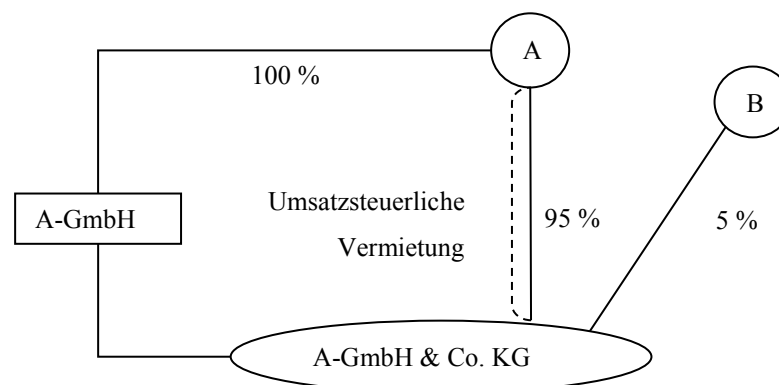 A
100 %
B
A-GmbH
Umsatzsteuerliche
Vermietung
95 %
5 %
A-GmbH & Co. KG